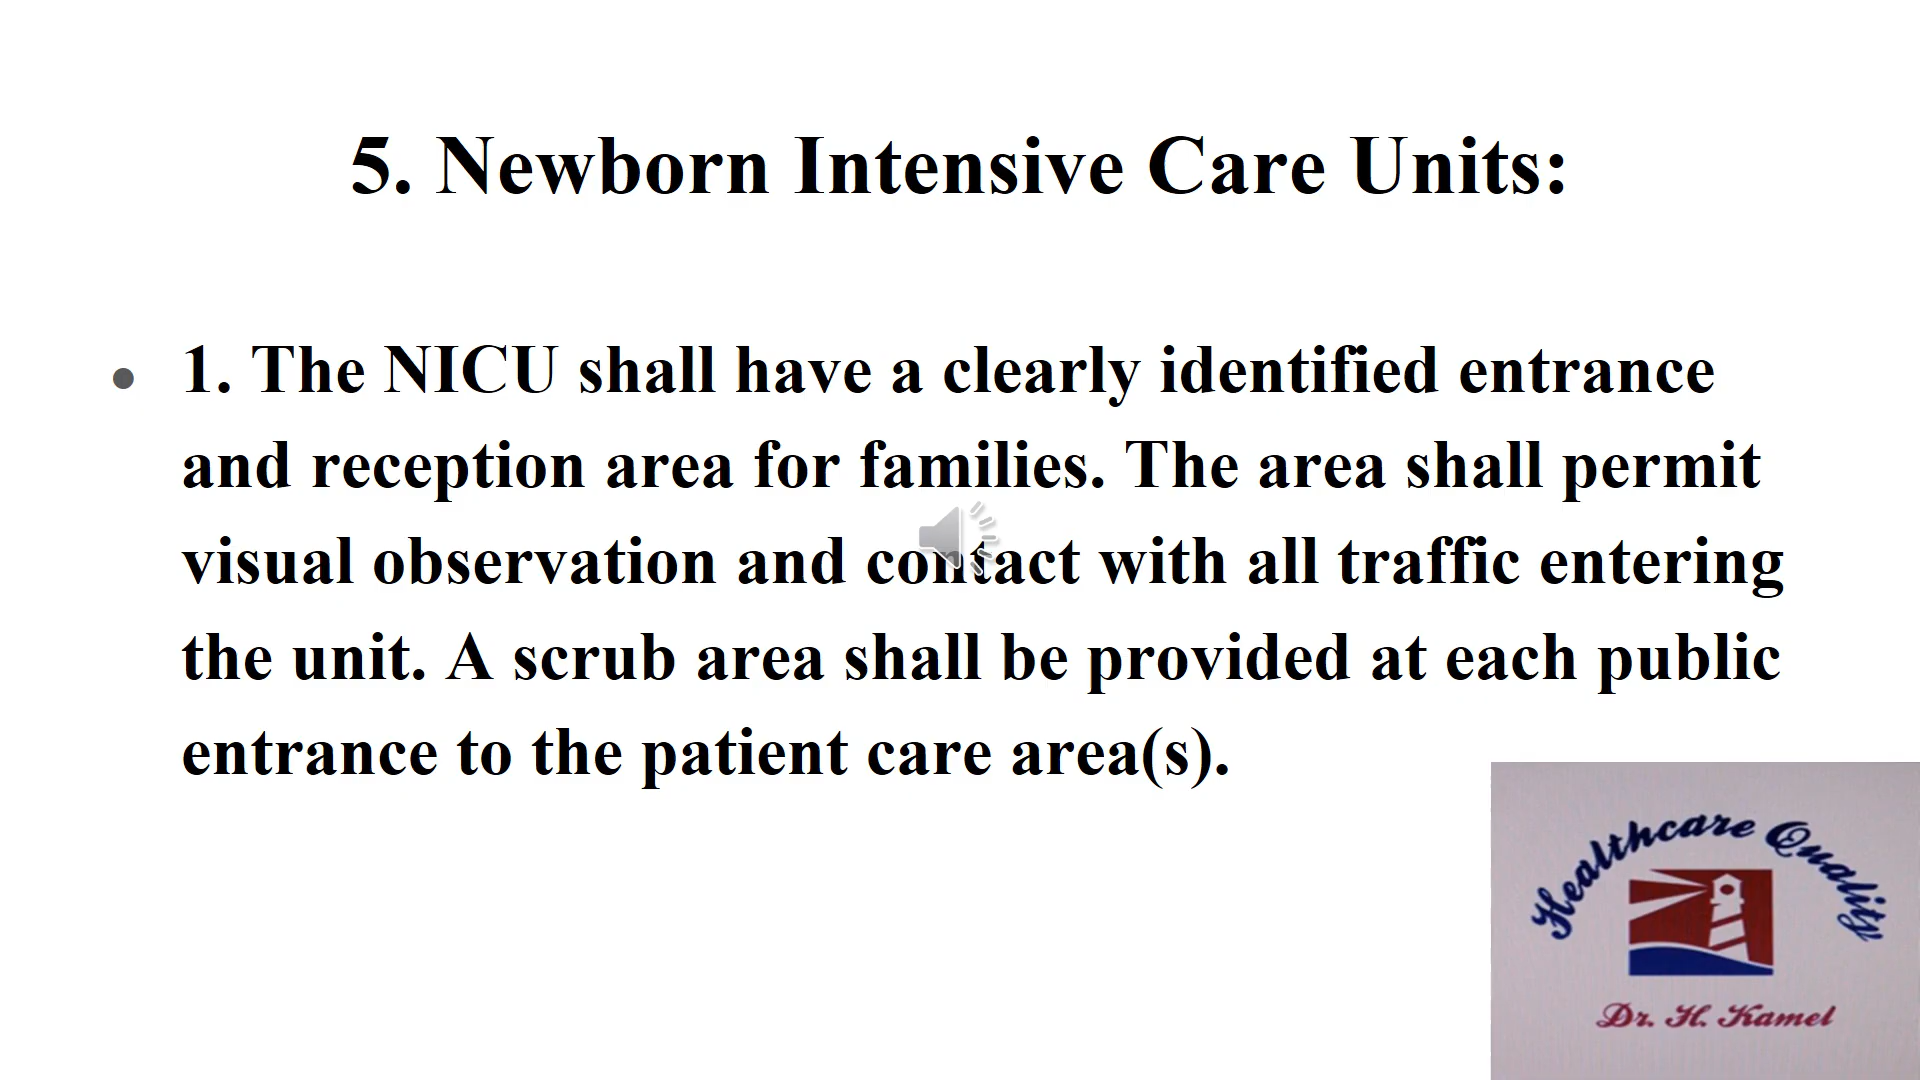 5. Newborn Intensive Care Units:
• 1. The NICU shall have a clearly identified entrance
and reception area for families. The area shall permit
visual observation and contact with all traffic entering
the unit. A scrub area shall be provided at each public
entrance to the patient care area(s).
Healthcare Quality
Dr. H. Kamel